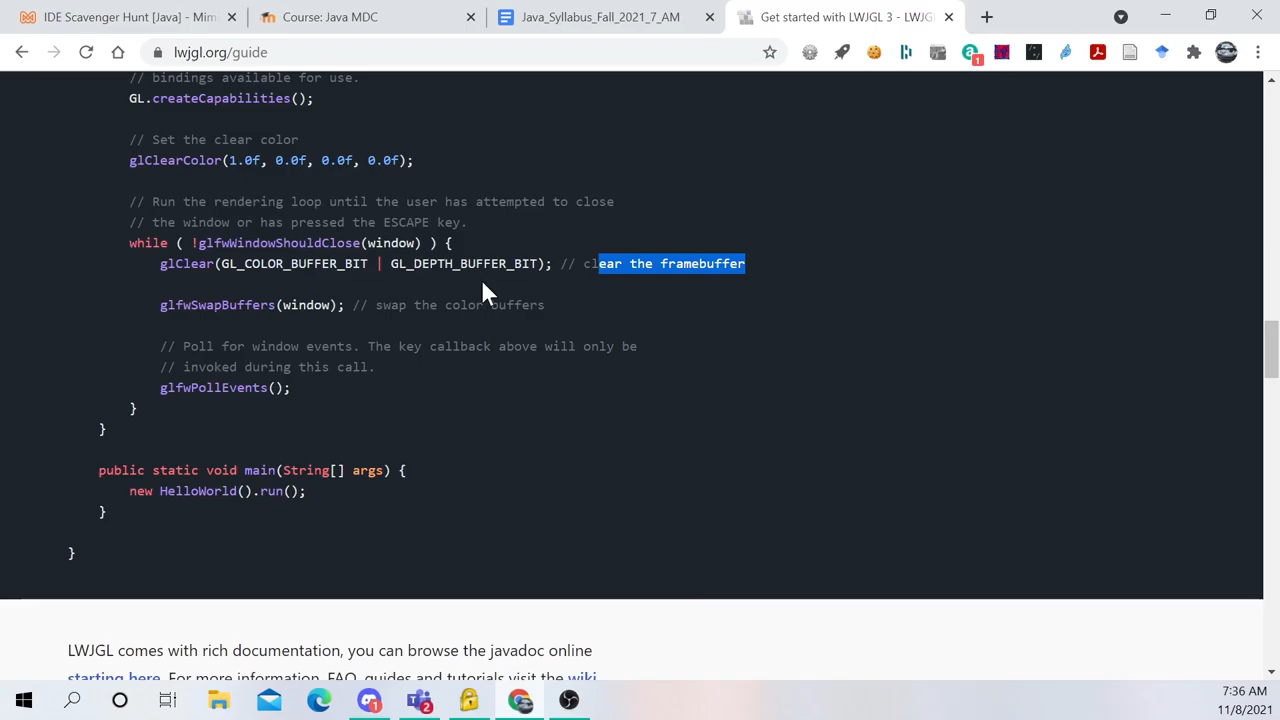 IDE Scavenger Hunt [Java] - Mim
Course: Java MDC
Java_Syllabus_Fall_2021_7_AM
Get started with LWJGL 3 - LWJG
lwjgl.org/guide
1
// bindings available for use.
GL.createCapabilities();
// Set the clear color
glClearColor(1.0f, 0.0f, 0.0f, 0.0f);
// Run the rendering loop until the user has attempted to close
// the window or has pressed the ESCAPE key.
while ( !glfwWindowShouldClose(window) ) {
glClear(GL_COLOR_BUFFER_BIT | GL_DEPTH_BUFFER_BIT); // clear the framebuffer
glfwSwapBuffers(window); // swap the color buffers
// Poll for window events. The key callback above will only be
// invoked during this call.
glfwPollEvents();
}
}
public static void main(String[] args) {
new HelloWorld().run();
}
}
LWJGL comes with rich documentation, you can browse the javadoc online
starting here. For more information, FAQ, guides and tutorials visit the wiki
1
2
7:36 AM
11/8/2021